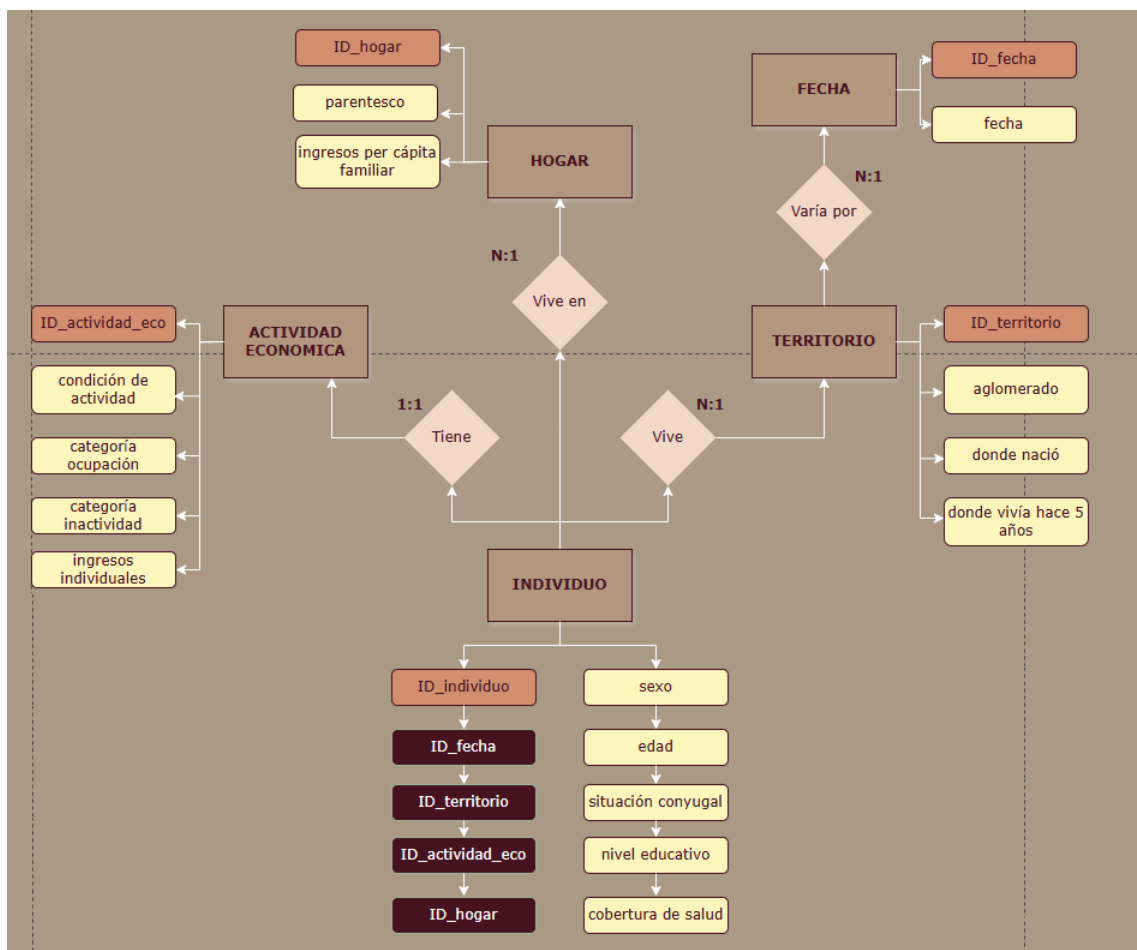 ID_hogar
parentesco
ingresos per cápita
familiar
HOGAR
FECHA
ID_fecha
fecha
N:1
Varía por
N:1
Vive en
ID_actividad_eco
condición de
actividad
categoría
ocupación
categoría
inactividad
ingresos
individuales
ACTIVIDAD
ECONOMICA
1:1
Tiene
N:1
Vive
TERRITORIO
ID_territorio
aglomerado
donde nació
donde vivía hace 5
años
INDIVIDUO
ID_individuo
ID_fecha
ID_territorio
ID_actividad_eco
ID_hogar
sexo
edad
situación conyugal
nivel educativo
cobertura de salud